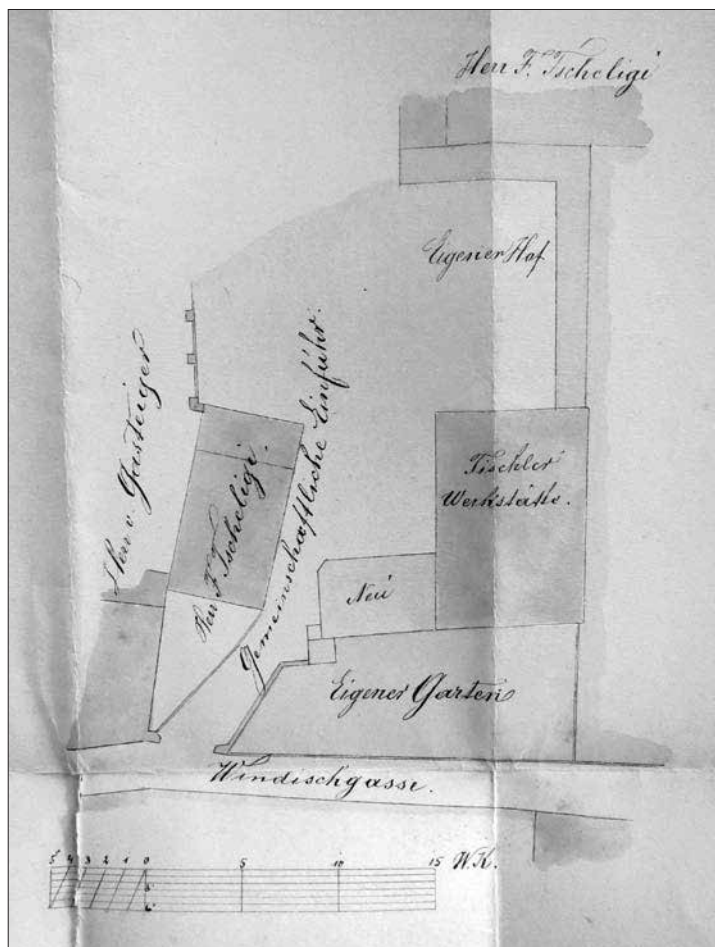 Herr F. Tscheligi
Eigener Hof
Herr v. Gasteiger
Herr F. Tscheligi.
Gemeinschaftliche Einfuhr.
Tischler
Werkstätte.
Neu
Eigener Garten
Windischgasse.
5 4 3 2 1 0 5 10 15 W.K.